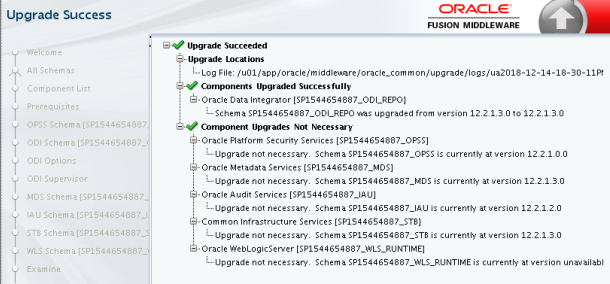 Upgrade Success
ORACLE
FUSION MIDDLEWARE
Welcome
All Schemas
Component List
Prerequisites
OPSS Schema [SP1544654887_
ODI Schema [SP1544654887_
ODI Options
ODI Supervisor
MDS Schema [SP1544654887_
IAU Schema [SP1544654887_
STB Schema [SP1544654887_
WLS Schema [SP1544654887_
Examine
Upgrade Succeeded
Upgrade Locations
Log File: /u01/app/oracle/middleware/oracle_common/upgrade/logs/ua2018-12-14-18-30-11PM
Components Upgraded Successfully
Oracle Data Integrator [SP1544654887_ODI_REPO]
Schema SP1544654887_ODI_REPO was upgraded from version 12.2.1.3.0 to 12.2.1.3.0
Component Upgrades Not Necessary
Oracle Platform Security Services [SP1544654887_OPSS]
Upgrade not necessary. Schema SP1544654887_OPSS is currently at version 12.2.1.0.0
Oracle Metadata Services [SP1544654887_MDS]
Upgrade not necessary. Schema SP1544654887_MDS is currently at version 12.2.1.3.0
Oracle Audit Services [SP1544654887_IAU]
Upgrade not necessary. Schema SP1544654887_IAU is currently at version 12.2.1.2.0
Common Infrastructure Services [SP1544654887_STB]
Upgrade not necessary. Schema SP1544654887_STB is currently at version 12.2.1.3.0
Oracle WebLogicServer [SP1544654887_WLS_RUNTIME]
Upgrade not necessary. Schema SP1544654887_WLS_RUNTIME is currently at version unavailabl